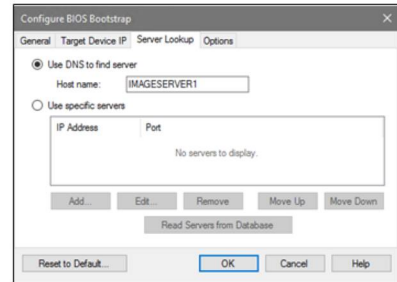 Configure BIOS Bootstrap
General Target Device IP Server Lookup Options
Use DNS to find server
Host name: IMAGESERVER1
Use specific servers
IP Address Port
No servers to display.
Add... Edit... Remove Move Up Move Down
Read Servers from Database
Reset to Default... OK Cancel Help